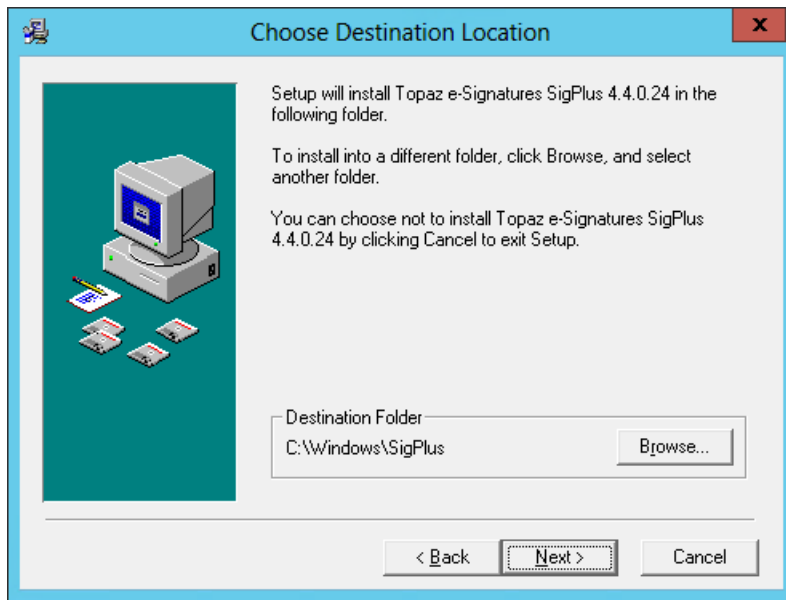 Choose Destination Location
X
Setup will install Topaz e-Signatures SigPlus 4.4.0.24 in the
following folder.
To install into a different folder, click Browse, and select
another folder.
You can choose not to install Topaz e-Signatures SigPlus
4.4.0.24 by clicking Cancel to exit Setup.
Destination Folder
C:\Windows\SigPlus
Browse...
< Back
Next >
Cancel